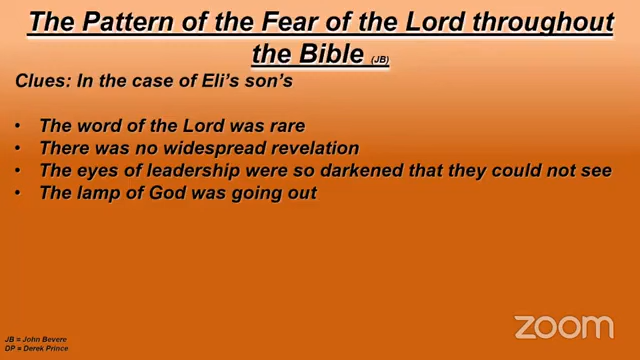 The Pattern of the Fear of the Lord throughout
the Bible (JB)
Clues: In the case of Eli's son's
• The word of the Lord was rare
• There was no widespread revelation
• The eyes of leadership were so darkened that they could not see
• The lamp of God was going out
JB = John Bevere
DP = Derek Prince
zoom